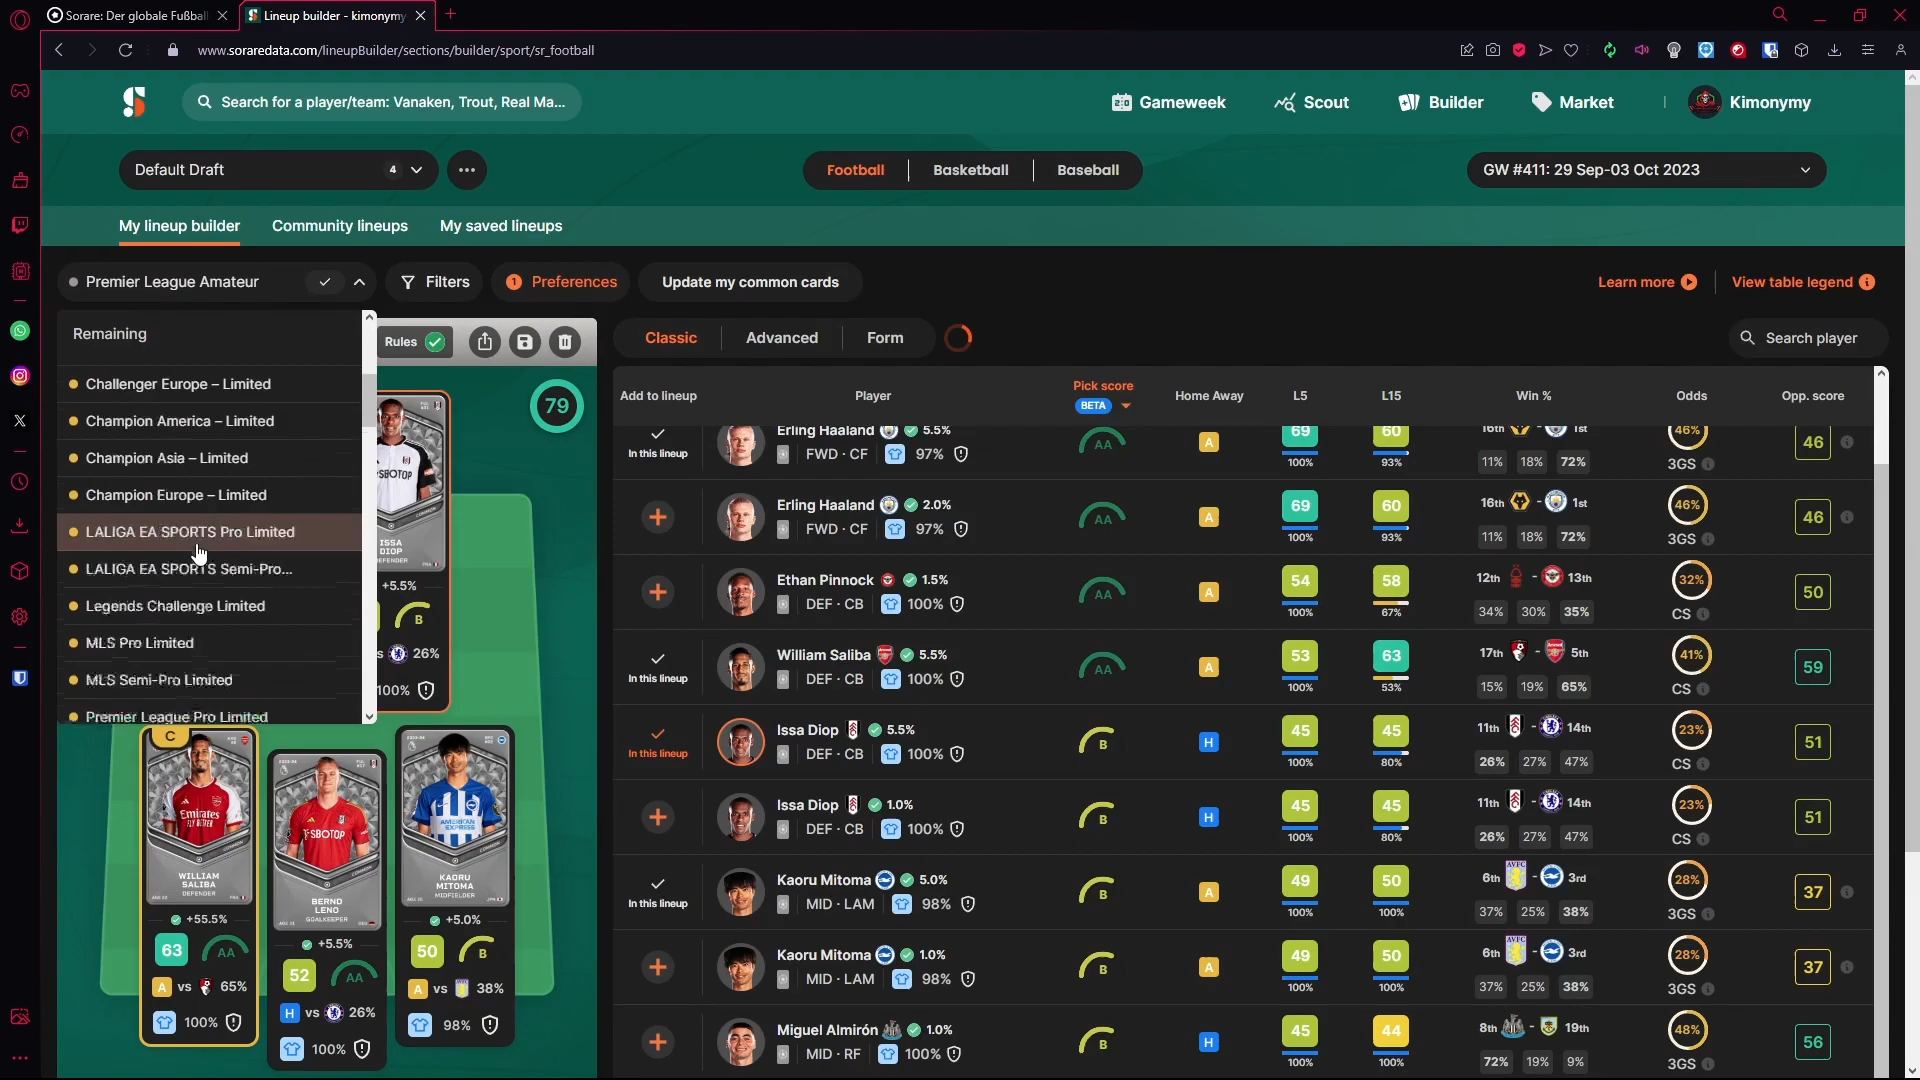 Sorare: Der globale Fußball
Lineup builder - kimonymy
www.soraredata.com/lineupBuilder/sections/builder/sport/sr_football
Search for a player/team: Vanaken, Trout, Real Ma...
Gameweek
Scout
Builder
Market
Kimonymy
Default Draft
4
Football
Basketball
Baseball
GW #411: 29 Sep-03 Oct 2023
My lineup builder
Community lineups
My saved lineups
Premier League Amateur
Filters
1 Preferences
Update my common cards
Learn more
View table legend
Remaining
Challenger Europe – Limited
Champion America – Limited
Champion Asia – Limited
Champion Europe – Limited
LALIGA EA SPORTS Pro Limited
LALIGA EA SPORTS Semi-Pro...
Legends Challenge Limited
MLS Pro Limited
MLS Semi-Pro Limited
Premier League Pro Limited
Rules
79
ISSA
DIOP
DEFENDER
+5.5%
B
26%
100%
C
WILLIAM
SALIBA
DEFENDER
+55.5%
63 AA
A vs 65%
100%
BERND
LENO
GOALKEEPER
+5.5%
52 AA
H vs 26%
100%
KAORU
MITOMA
MIDFIELDER
+5.0%
50 B
A vs 38%
98%
Classic
Advanced
Form
Search player
Add to lineup
Player
Pick score
BETA
Home Away
L5
L15
Win %
Odds
Opp. score
In this lineup
Erling Haaland 5.5%
FWD · CF 97%
AA
A
69
100%
60
93%
16th - 1st
11% 18% 72%
46%
3GS
46
Erling Haaland 2.0%
FWD · CF 97%
AA
A
69
100%
60
93%
16th - 1st
11% 18% 72%
46%
3GS
46
Ethan Pinnock 1.5%
DEF · CB 100%
AA
A
54
100%
58
67%
12th - 13th
34% 30% 35%
32%
CS
50
In this lineup
William Saliba 5.5%
DEF · CB 100%
AA
A
53
100%
63
53%
17th - 5th
15% 19% 65%
41%
CS
59
In this lineup
Issa Diop 5.5%
DEF · CB 100%
B
H
45
100%
45
80%
11th - 14th
26% 27% 47%
23%
CS
51
Issa Diop 1.0%
DEF · CB 100%
B
H
45
100%
45
80%
11th - 14th
26% 27% 47%
23%
CS
51
In this lineup
Kaoru Mitoma 5.0%
MID · LAM 98%
B
A
49
100%
50
100%
6th - 3rd
37% 25% 38%
28%
3GS
37
Kaoru Mitoma 1.0%
MID · LAM 98%
B
A
49
100%
50
100%
6th - 3rd
37% 25% 38%
28%
3GS
37
Miguel Almirón 1.0%
MID · RF 100%
B
H
45
100%
44
100%
8th - 19th
72% 19% 9%
48%
3GS
56